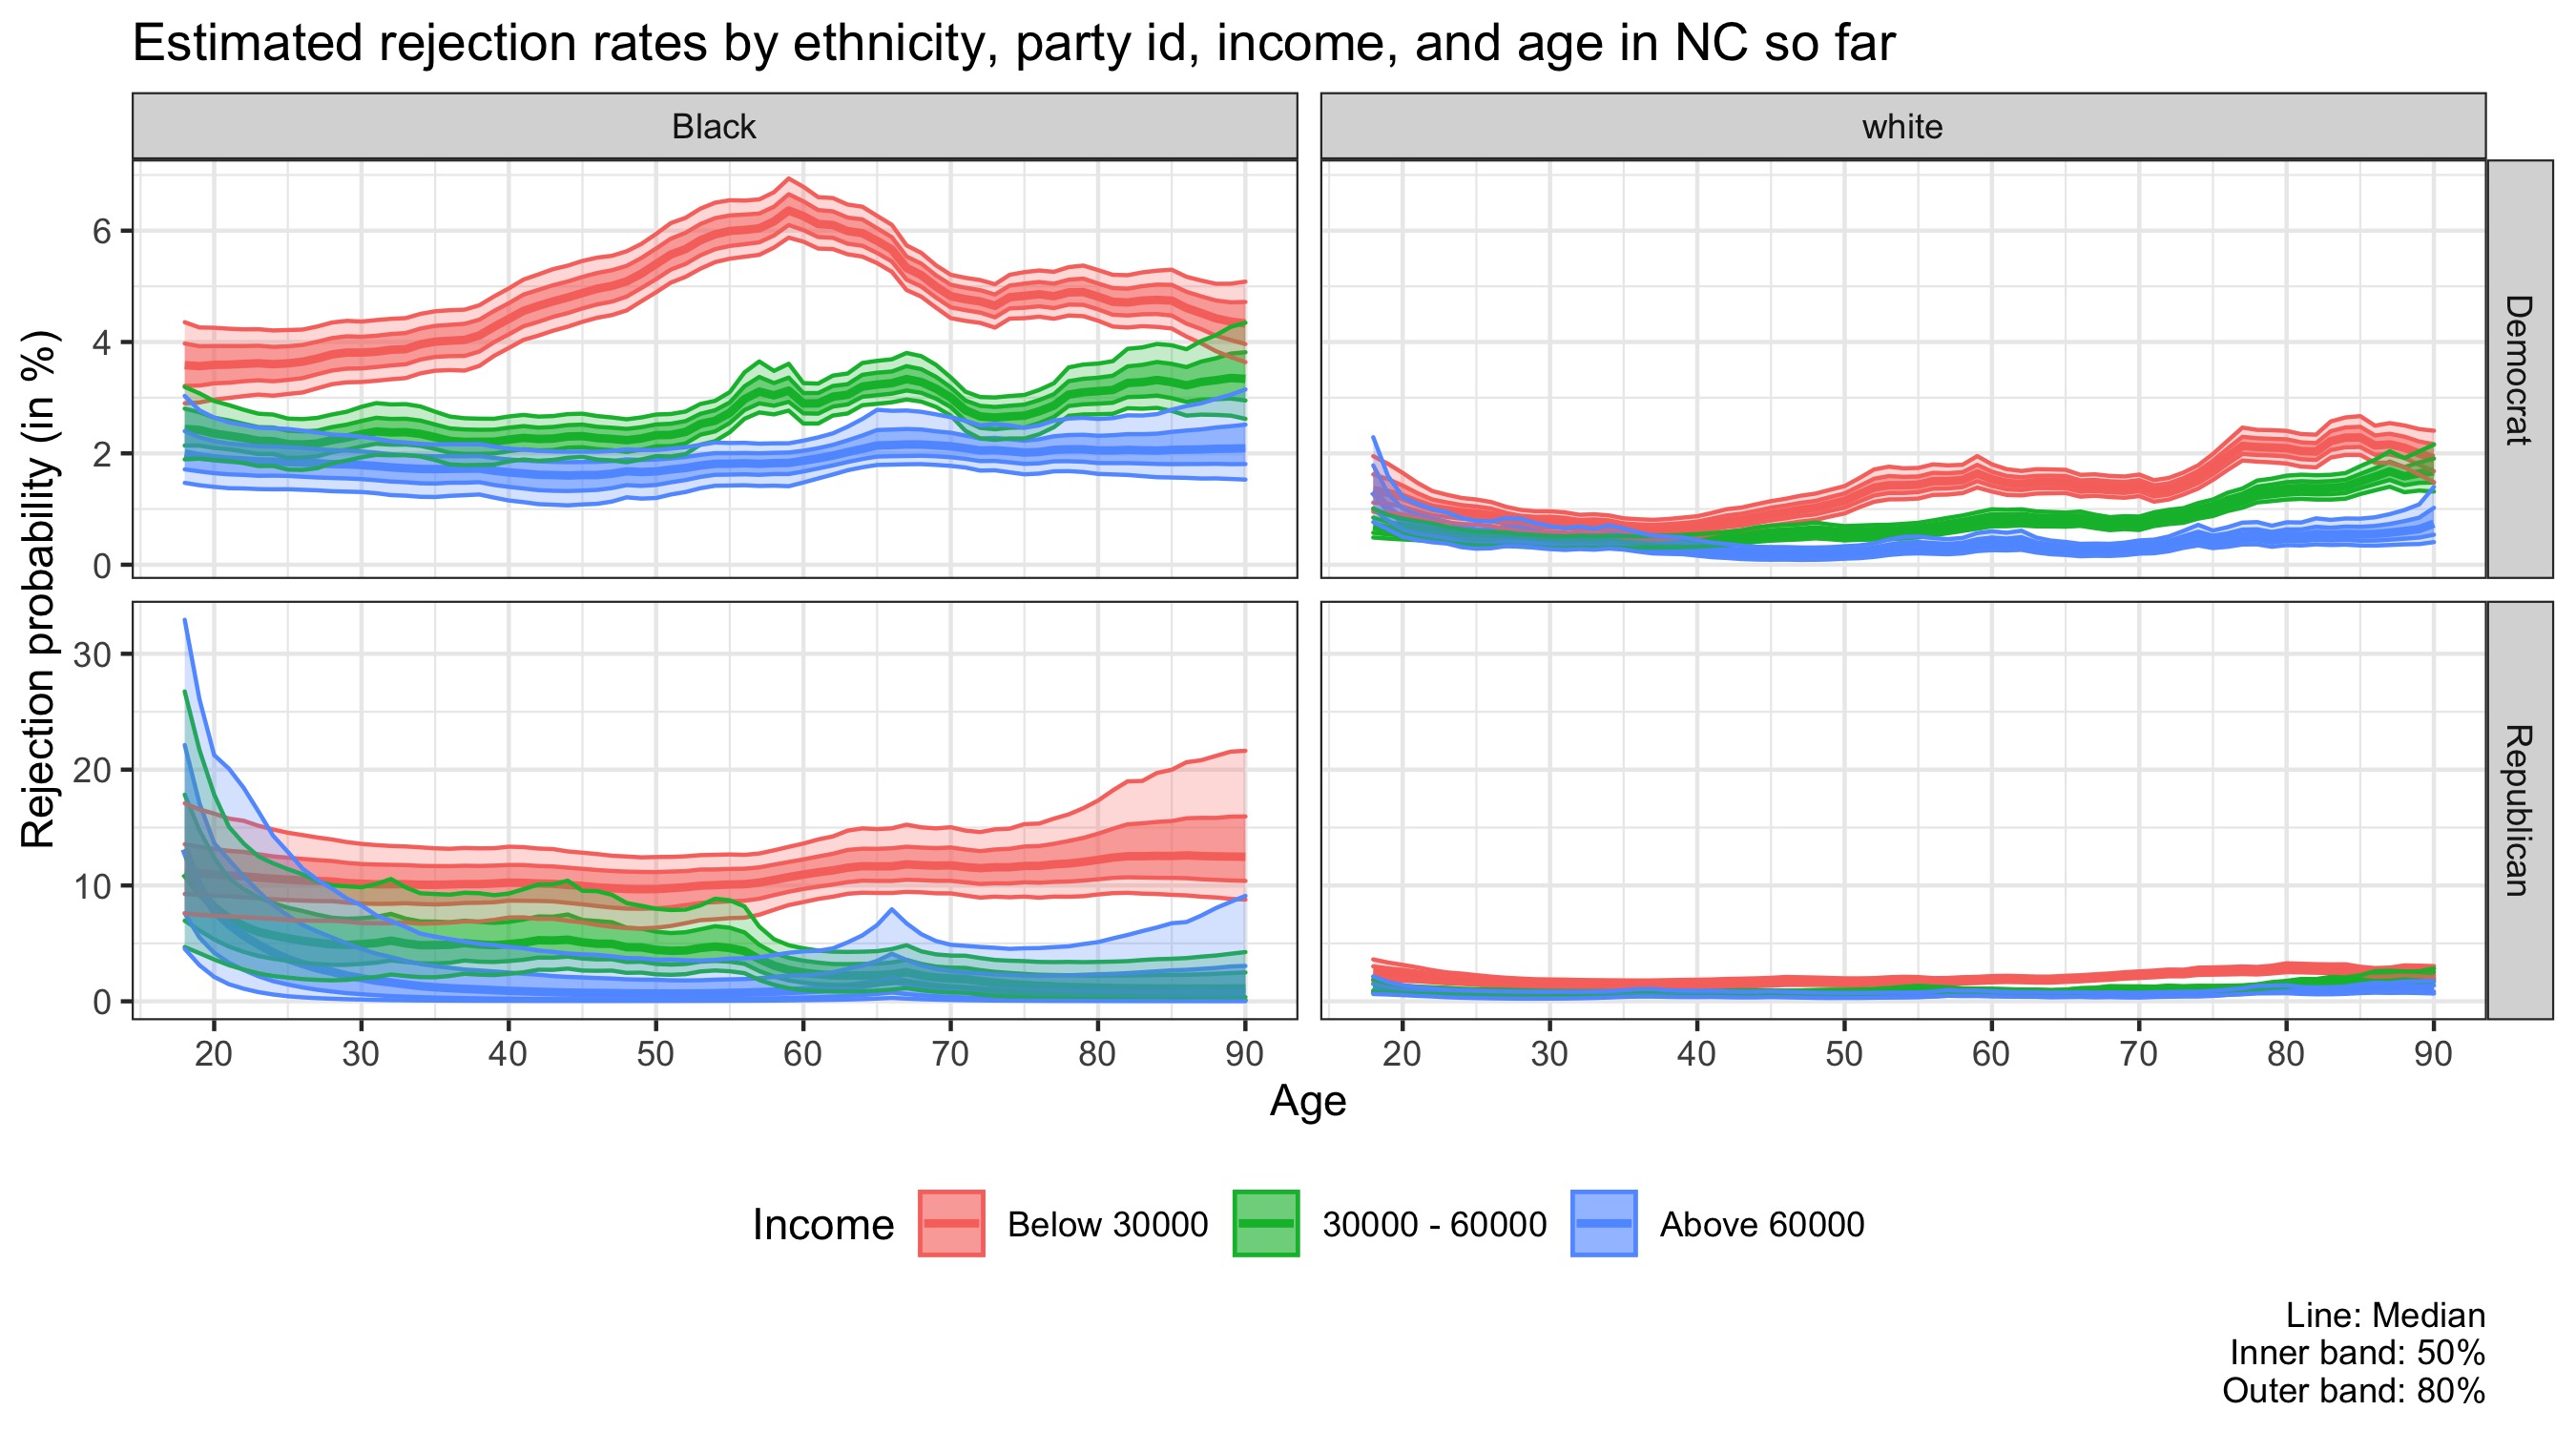 Estimated rejection rates by ethnicity, party id, income, and age in NC so far
Black
white
Democrat
Republican
Rejection probability (in %)
6
4
2
0
30
20
10
0
20 30 40 50 60 70 80 90
20 30 40 50 60 70 80 90
Age
Income Below 30000 30000 - 60000 Above 60000
Line: Median
Inner band: 50%
Outer band: 80%